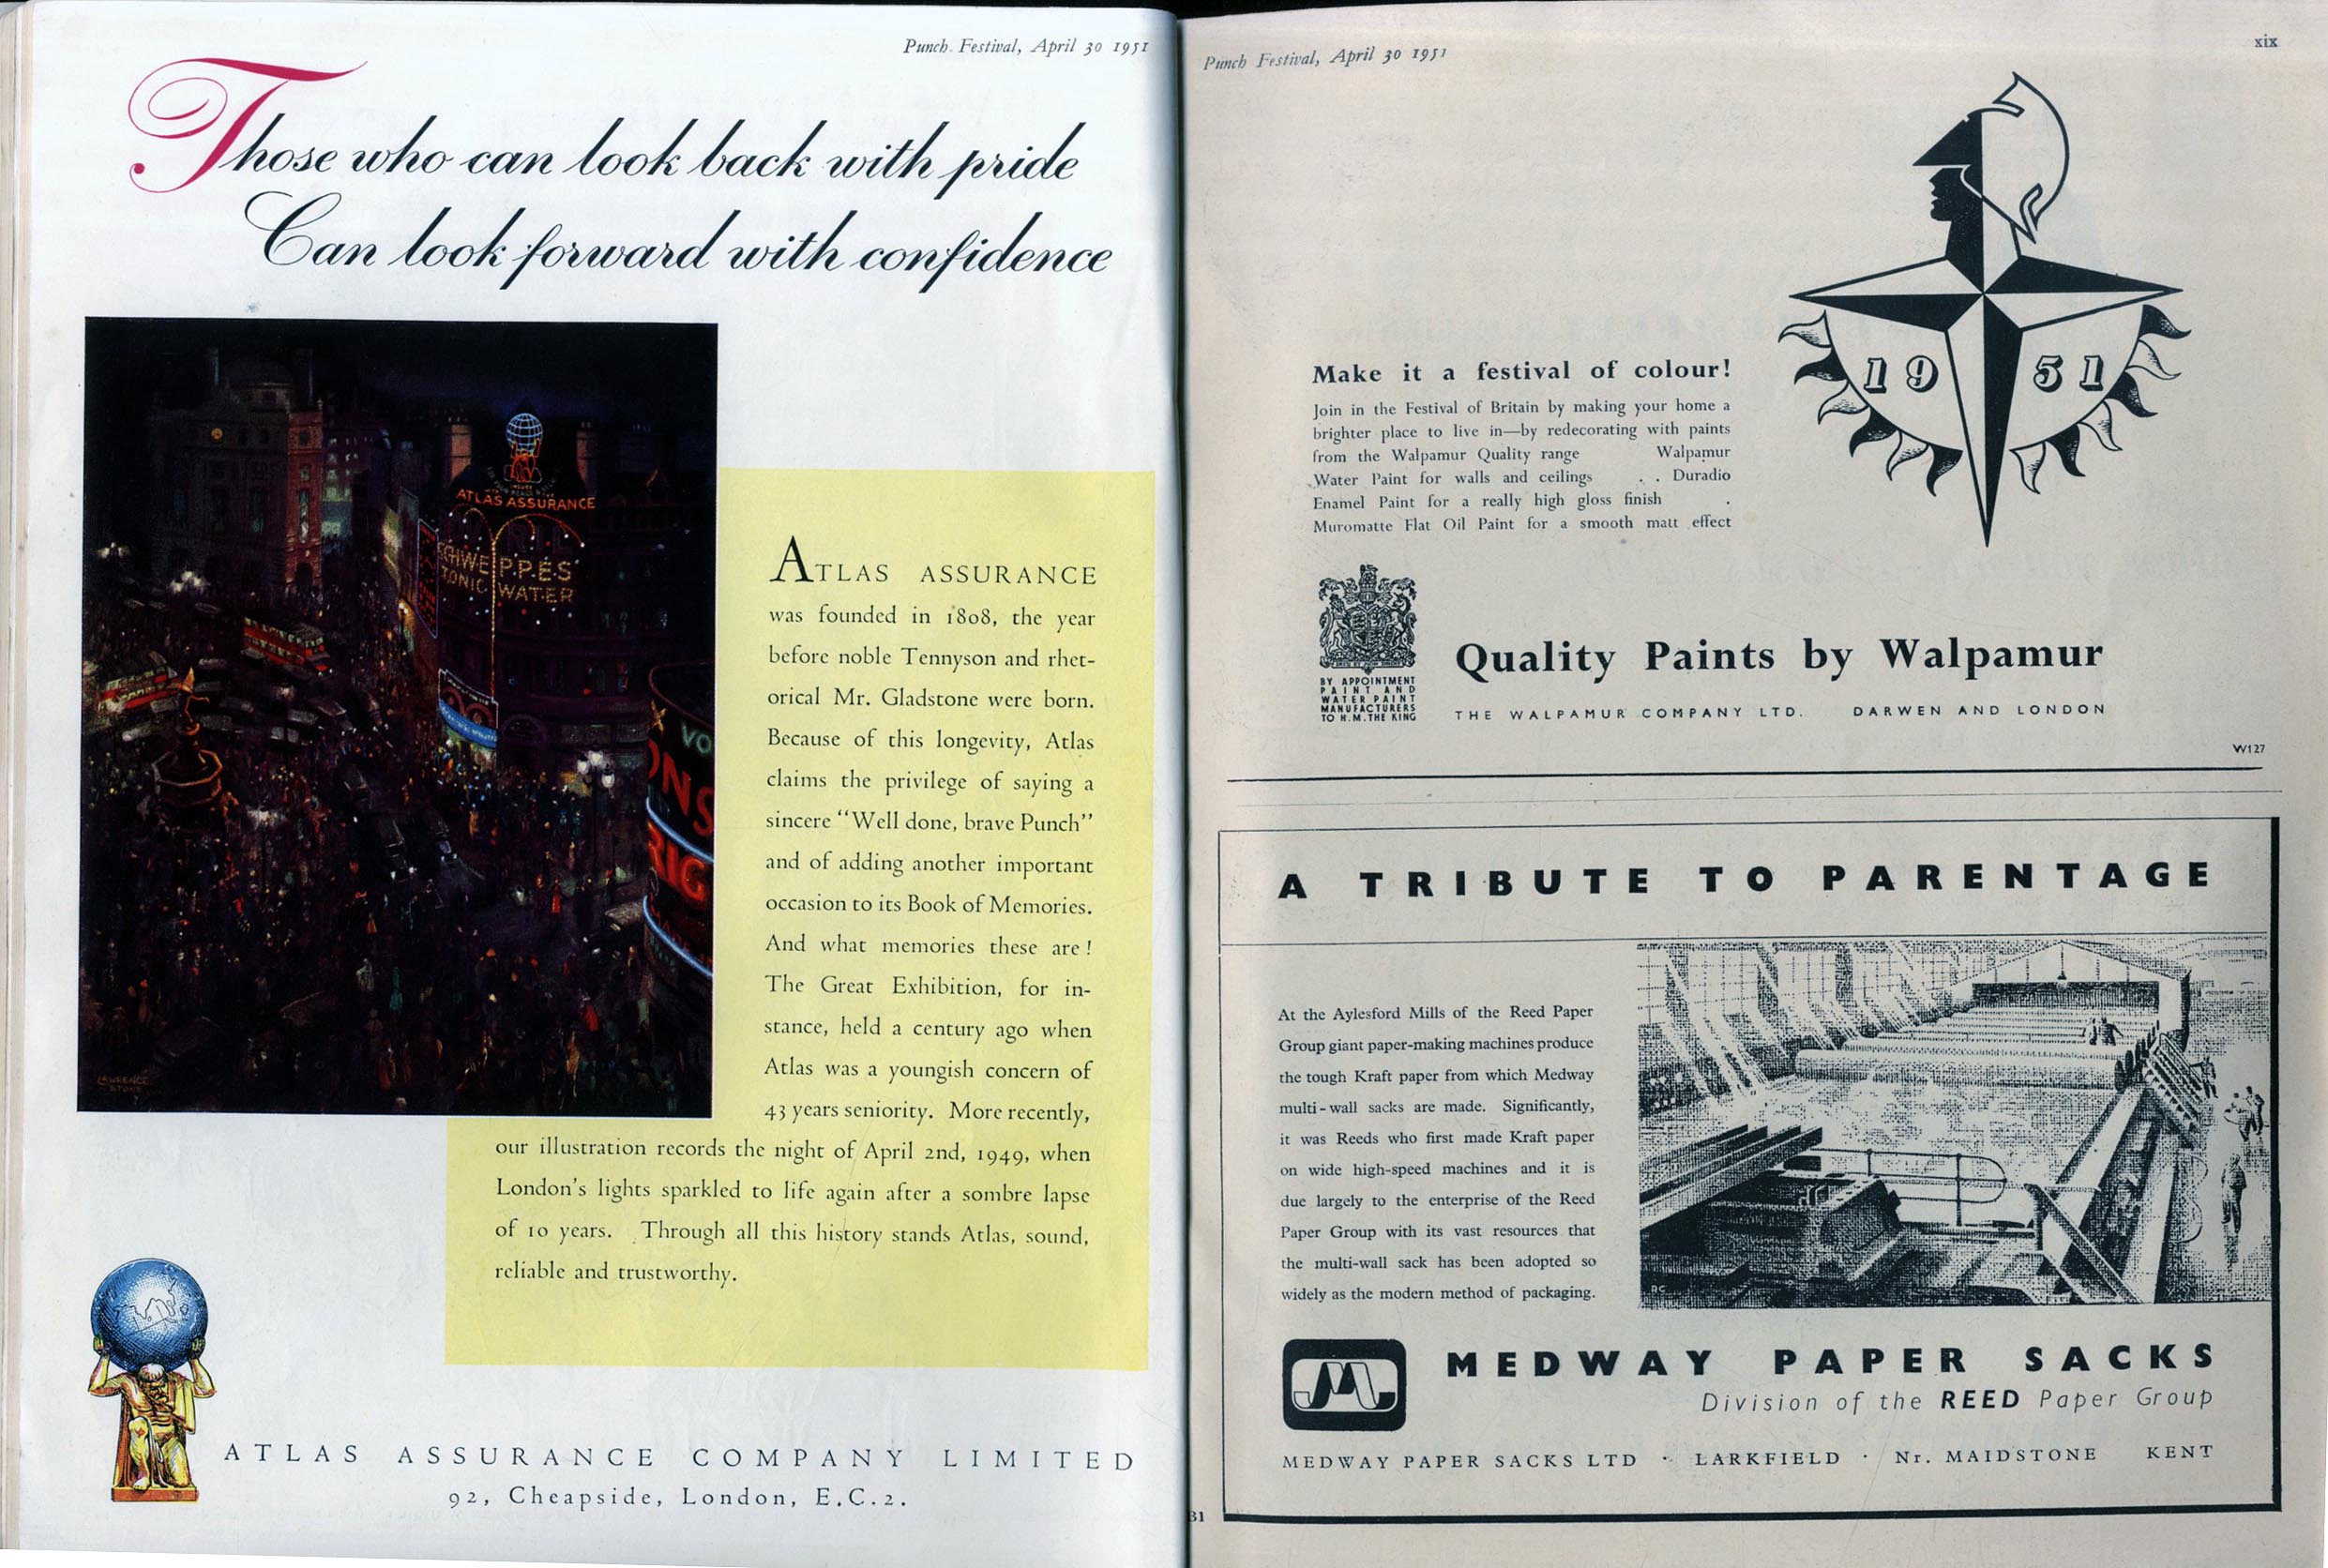 Punch Festival, April 30 1951
Those who can look back with pride
Can look forward with confidence
ATLAS ASSURANCE
SCHWEPPES
TONIC WATER
VO
ONS
RIG
LAWRENCE
ATLAS ASSURANCE
was founded in 1808, the year
before noble Tennyson and rhet-
orical Mr. Gladstone were born.
Because of this longevity, Atlas
claims the privilege of saying a
sincere “Well done, brave Punch”
and of adding another important
occasion to its Book of Memories.
And what memories these are!
The Great Exhibition, for in-
stance, held a century ago when
Atlas was a youngish concern of
43 years seniority. More recently,
our illustration records the night of April 2nd, 1949, when
London's lights sparkled to life again after a sombre lapse
of 10 years. Through all this history stands Atlas, sound,
reliable and trustworthy.
ATLAS ASSURANCE COMPANY LIMITED
92, Cheapside, London, E.C.2.
Punch Festival, April 30 1951
xix
1951
Make it a festival of colour!
Join in the Festival of Britain by making your home a
brighter place to live in—by redecorating with paints
from the Walpamur Quality range Walpamur
Water Paint for walls and ceilings . . Duradio
Enamel Paint for a really high gloss finish .
Muromatte Flat Oil Paint for a smooth matt effect
BY APPOINTMENT
PAINT AND
WATER PAINT
MANUFACTURERS
TO H.M. THE KING
Quality Paints by Walpamur
THE WALPAMUR COMPANY LTD. DARWEN AND LONDON
W127
A TRIBUTE TO PARENTAGE
At the Aylesford Mills of the Reed Paper
Group giant paper-making machines produce
the tough Kraft paper from which Medway
multi-wall sacks are made. Significantly,
it was Reeds who first made Kraft paper
on wide high-speed machines and it is
due largely to the enterprise of the Reed
Paper Group with its vast resources that
the multi-wall sack has been adopted so
widely as the modern method of packaging.
M
MEDWAY PAPER SACKS
Division of the REED Paper Group
MEDWAY PAPER SACKS LTD · LARKFIELD · Nr. MAIDSTONE KENT
B1